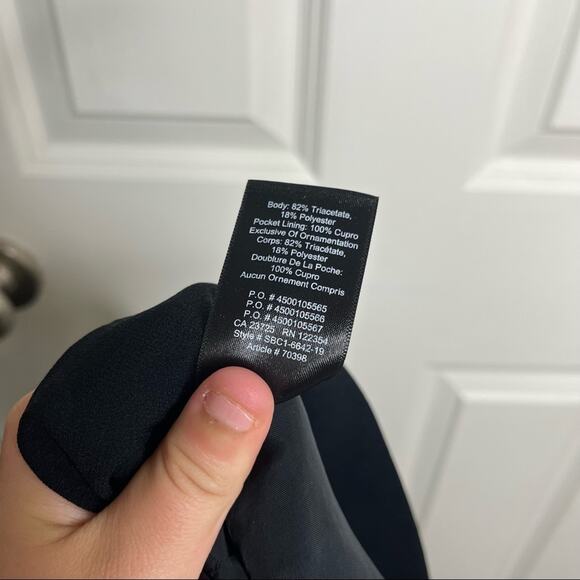 Body: 82% Triacetate,
18% Polyester
Pocket Lining: 100% Cupro
Exclusive Of Ornamentation
Corps: 82% Triacétate,
18% Polyester
Doublure De La Poche:
100% Cupro
Aucun Ornement Compris
P.O. # 4500105565
P.O. # 4500105566
P.O. # 4500105567
CA 23725 RN 122354
Style # SBC1-6642-19
Article # 70398